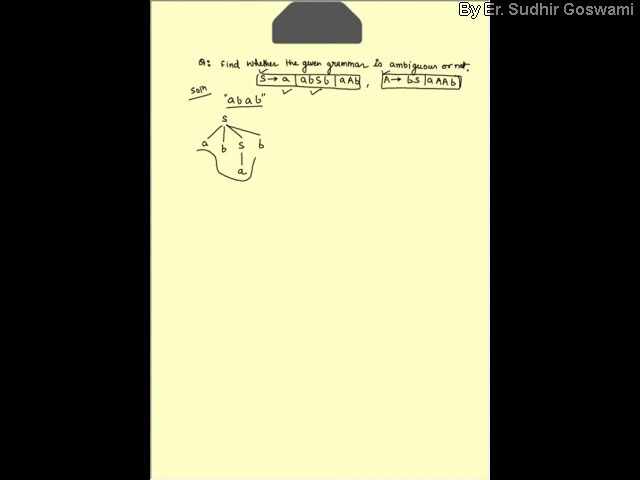 By Er. Sudhir Goswami
Q: Find whether the given grammar is ambiguous or not.
S → a | abSb | aAb , A → bS | aAAb
Soln "abab"
S
a b S b
a